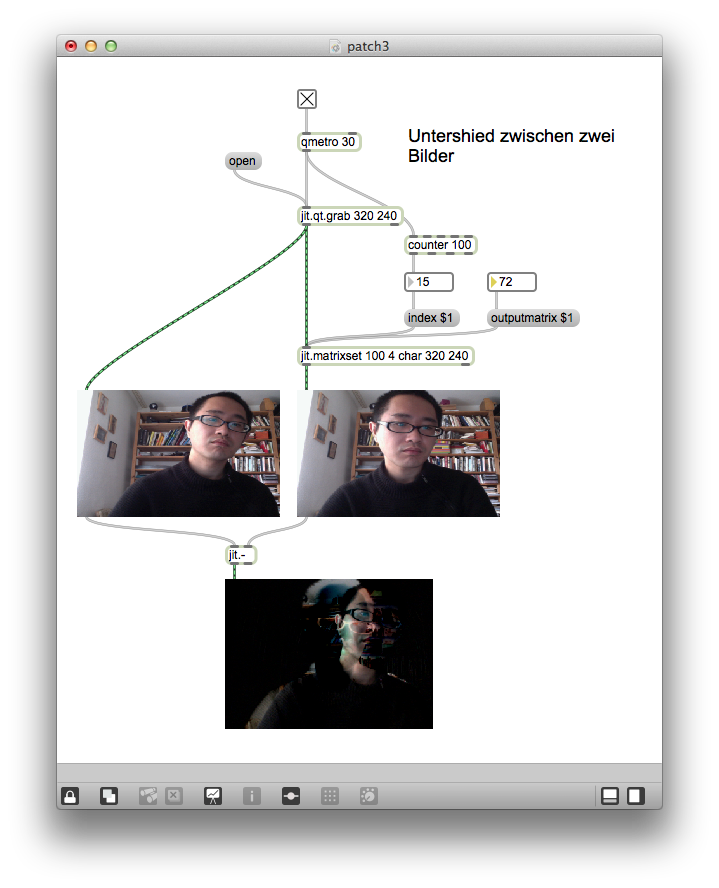 patch3
qmetro 30
Untershied zwischen zwei
Bilder
open
jit.qt.grab 320 240
counter 100
15
72
index $1
outputmatrix $1
jit.matrixset 100 4 char 320 240
jit.-